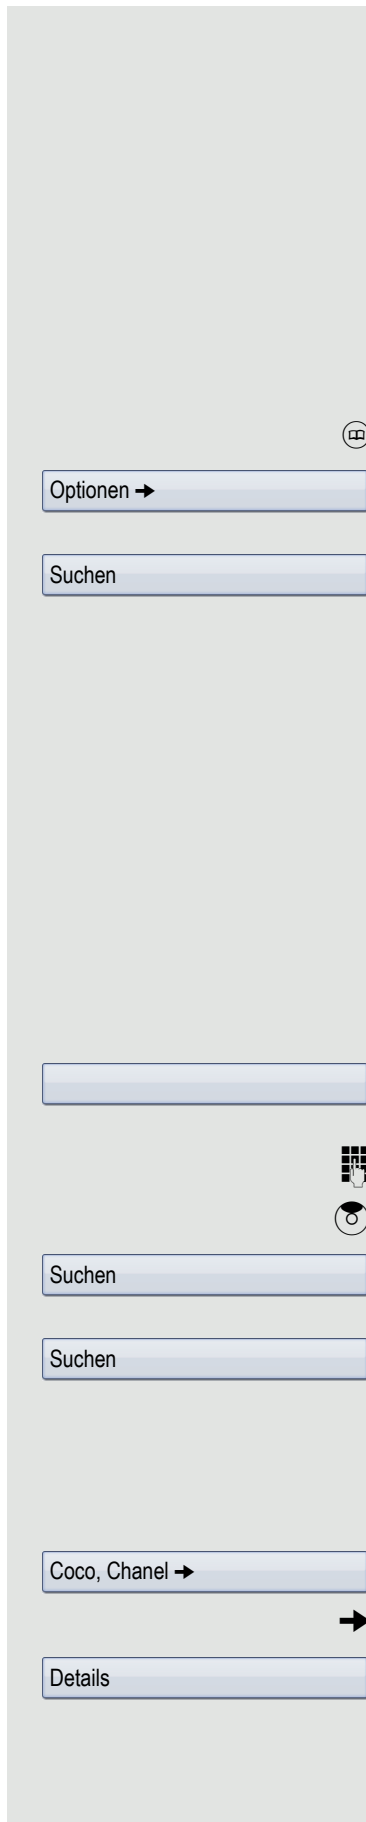 Optionen →
Suchen
Suchen
Suchen
Coco, Chanel →
Details